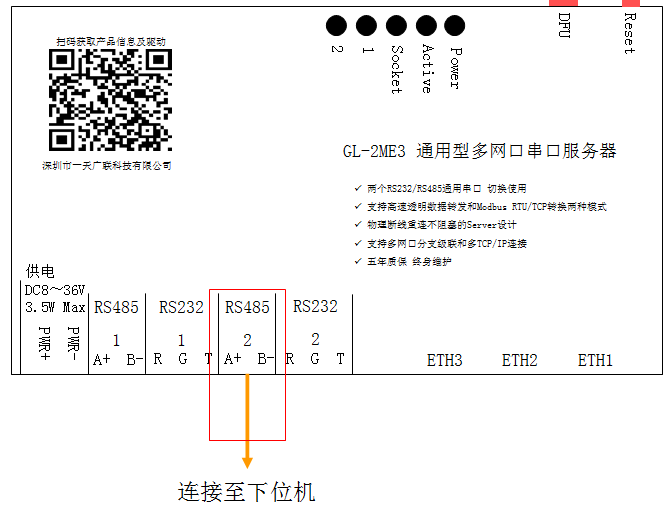 DFU
Reset
扫码获取产品信息及驱动
2
1
Socket
Active
Power
GL-2ME3 通用型多网口串口服务器
深圳市一天广联科技有限公司
✓ 两个RS232/RS485通用串口 切换使用
✓ 支持高速透明数据转发和Modbus RTU/TCP转换两种模式
✓ 物理断线重连不阻塞的Server设计
✓ 支持多网口分支级联和多TCP/IP连接
✓ 五年质保 终身维护
供电
DC8~36V
3.5W Max
PWR+ PWR-
RS485 RS232 RS485 RS232
1 1 2 2
A+ B- R G T A+ B- R G T
ETH3 ETH2 ETH1
连接至下位机